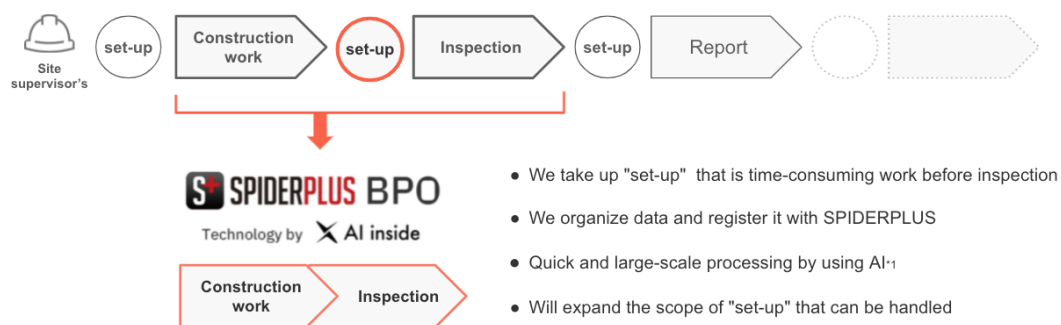 Site
supervisor's
set-up
Construction
work
set-up
Inspection
set-up
Report
S+ SPIDERPLUS BPO
Technology by AI inside
Construction
work
Inspection
● We take up "set-up" that is time-consuming work before inspection
● We organize data and register it with SPIDERPLUS
● Quick and large-scale processing by using AI*1
● Will expand the scope of "set-up" that can be handled